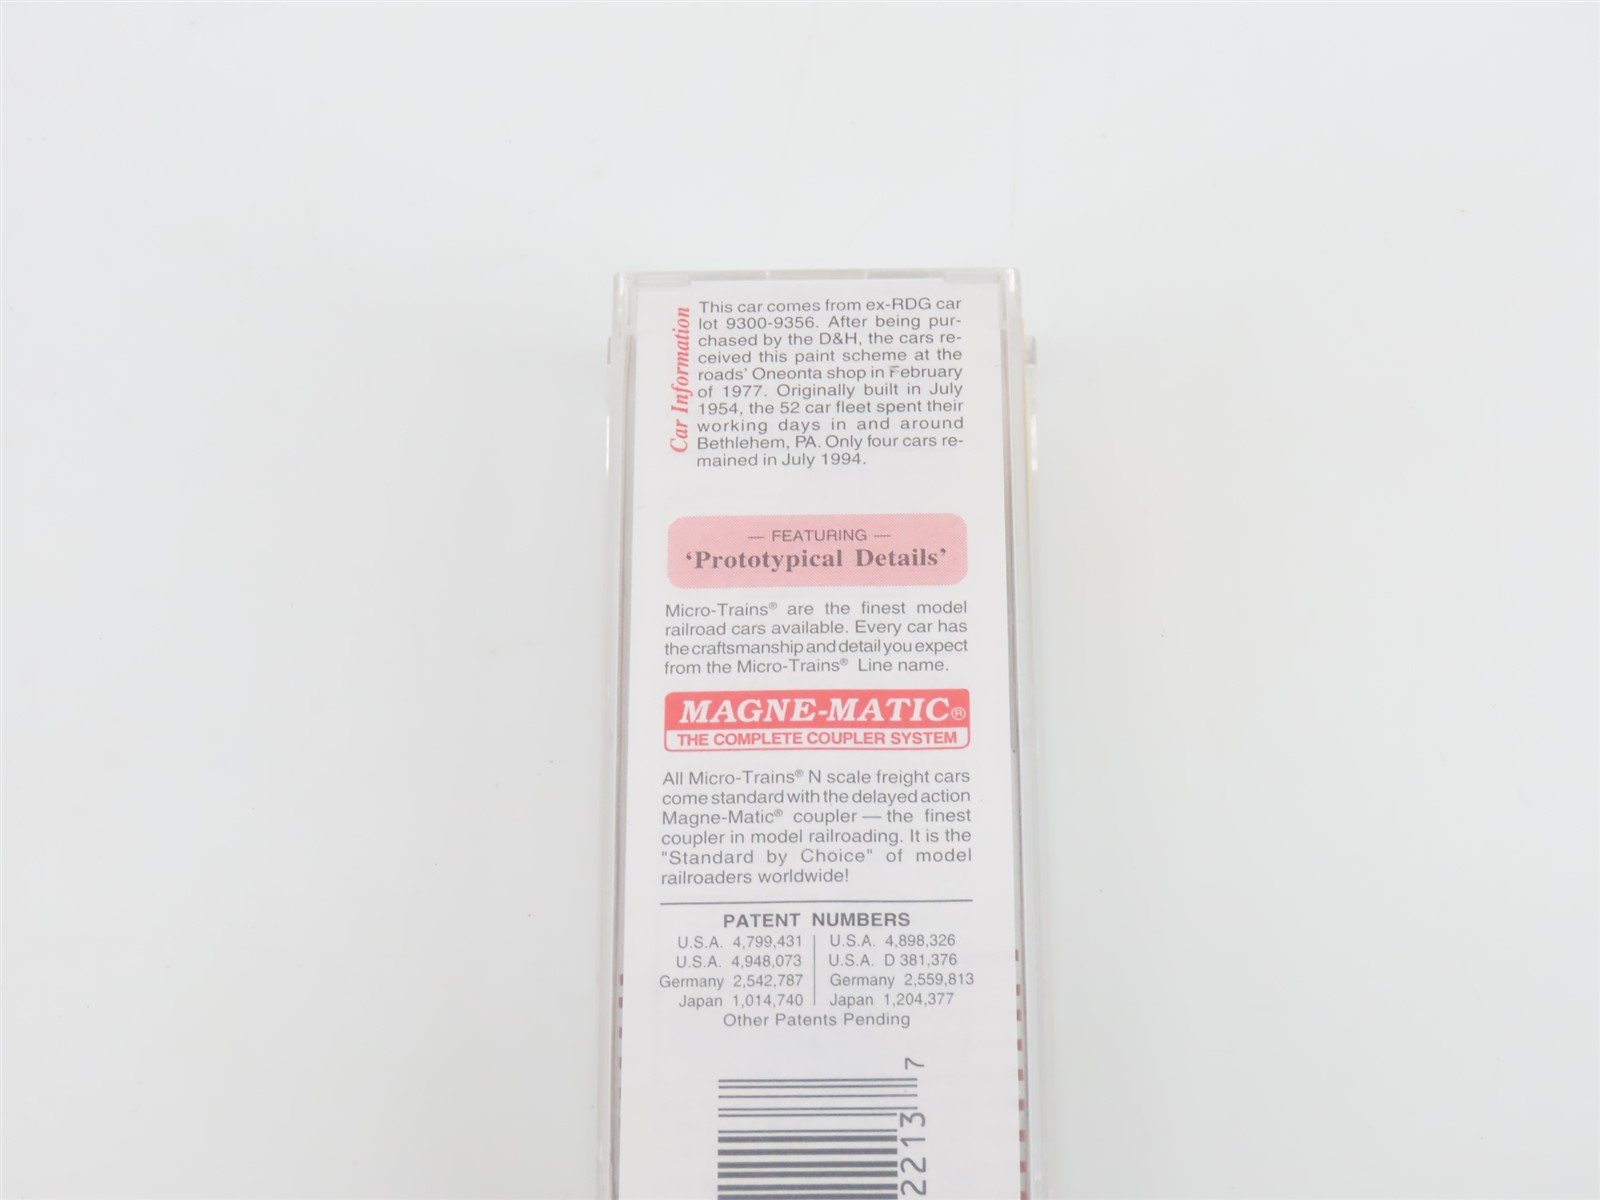 Car Information
This car comes from ex-RDG car
lot 9300-9356. After being pur-
chased by the D&H, the cars re-
ceived this paint scheme at the
roads' Oneonta shop in February
of 1977. Originally built in July
1954, the 52 car fleet spent their
working days in and around
Bethlehem, PA. Only four cars re-
mained in July 1994.
— FEATURING —
'Prototypical Details'
Micro-Trains® are the finest model
railroad cars available. Every car has
the craftsmanship and detail you expect
from the Micro-Trains® Line name.
MAGNE-MATIC®
THE COMPLETE COUPLER SYSTEM
All Micro-Trains® N scale freight cars
come standard with the delayed action
Magne-Matic® coupler — the finest
coupler in model railroading. It is the
"Standard by Choice" of model
railroaders worldwide!
PATENT NUMBERS
U.S.A. 4,799,431 | U.S.A. 4,898,326
U.S.A. 4,948,073 | U.S.A. D 381,376
Germany 2,542,787 | Germany 2,559,813
Japan 1,014,740 | Japan 1,204,377
Other Patents Pending
2213 7